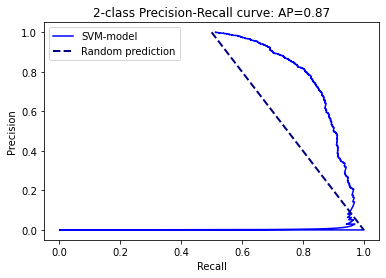 2-class Precision-Recall curve: AP=0.87
SVM-model
Random prediction
Precision
1.0
0.8
0.6
0.4
0.2
0.0
0.0 0.2 0.4 0.6 0.8 1.0
Recall